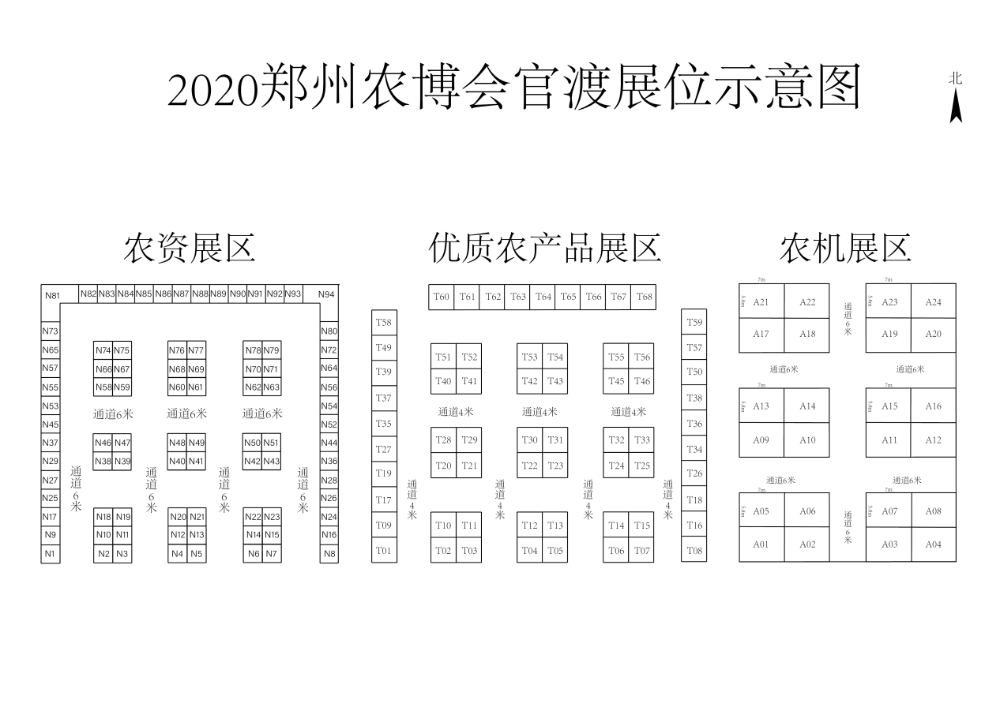 2020郑州农博会官渡展位示意图
北
农资展区
N81 N82 N83 N84 N85 N86 N87 N88 N89 N90 N91 N92 N93 N94
N73 N80
N65 N74 N75 N76 N77 N78 N79 N72
N57 N66 N67 N68 N69 N70 N71 N64
N55 N58 N59 N60 N61 N62 N63 N56
N53 通道6米 通道6米 通道6米 N54
N45 N52
N37 N46 N47 N48 N49 N50 N51 N44
N29 N38 N39 N40 N41 N42 N43 N36
N27 N28
N25 N26
通道6米 通道6米 通道6米 通道6米
N17 N18 N19 N20 N21 N22 N23 N24
N9 N10 N11 N12 N13 N14 N15 N16
N1 N2 N3 N4 N5 N6 N7 N8
优质农产品展区
T60 T61 T62 T63 T64 T65 T66 T67 T68
T58 T59
T49 T51 T52 T53 T54 T55 T56 T57
T39 T40 T41 T42 T43 T45 T46 T50
T37 T38
通道4米 通道4米 通道4米
T35 T36
T27 T28 T29 T30 T31 T32 T33 T34
T19 T20 T21 T22 T23 T24 T25 T26
T17 T18
通道4米 通道4米 通道4米 通道4米
T09 T10 T11 T12 T13 T14 T15 T16
T01 T02 T03 T04 T05 T06 T07 T08
农机展区
7m 7m
5.8m A21 A22 通道6米 5.8m A23 A24
A17 A18 A19 A20
通道6米 通道6米
7m 7m
5.8m A13 A14 5.8m A15 A16
A09 A10 A11 A12
通道6米 通道6米
7m 7m
5.8m A05 A06 通道6米 5.8m A07 A08
A01 A02 A03 A04